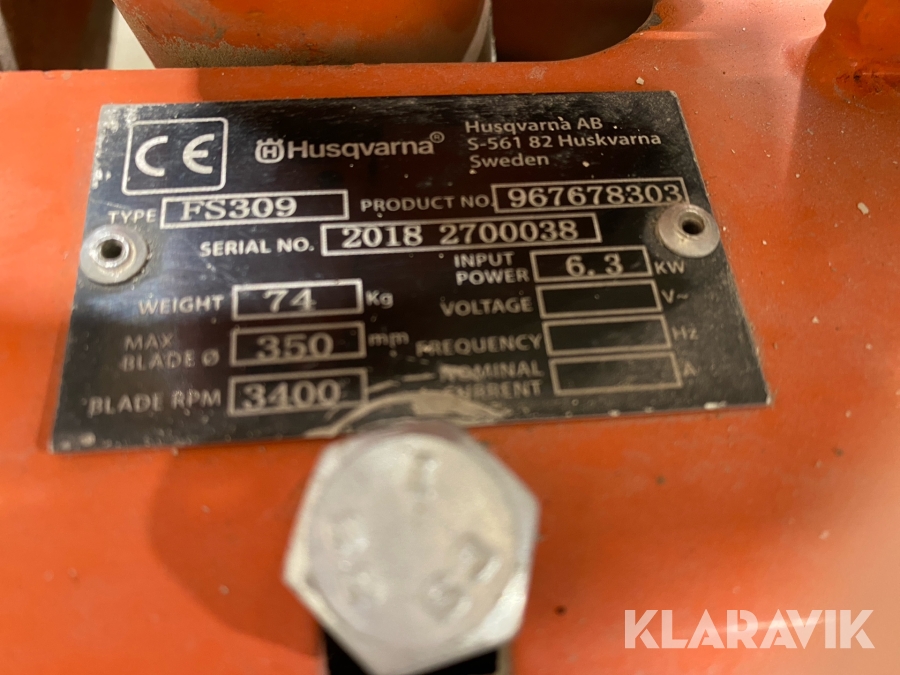 CE
Husqvarna®
Husqvarna AB
S-561 82 Huskvarna
Sweden
TYPE FS309 PRODUCT NO. 967678303
SERIAL NO. 2018 2700038
INPUT POWER 6.3 KW
WEIGHT 74 Kg
VOLTAGE V~
MAX BLADE Ø 350 mm
FREQUENCY Hz
BLADE RPM 3400
NOMINAL CURRENT A
KLARAVIK